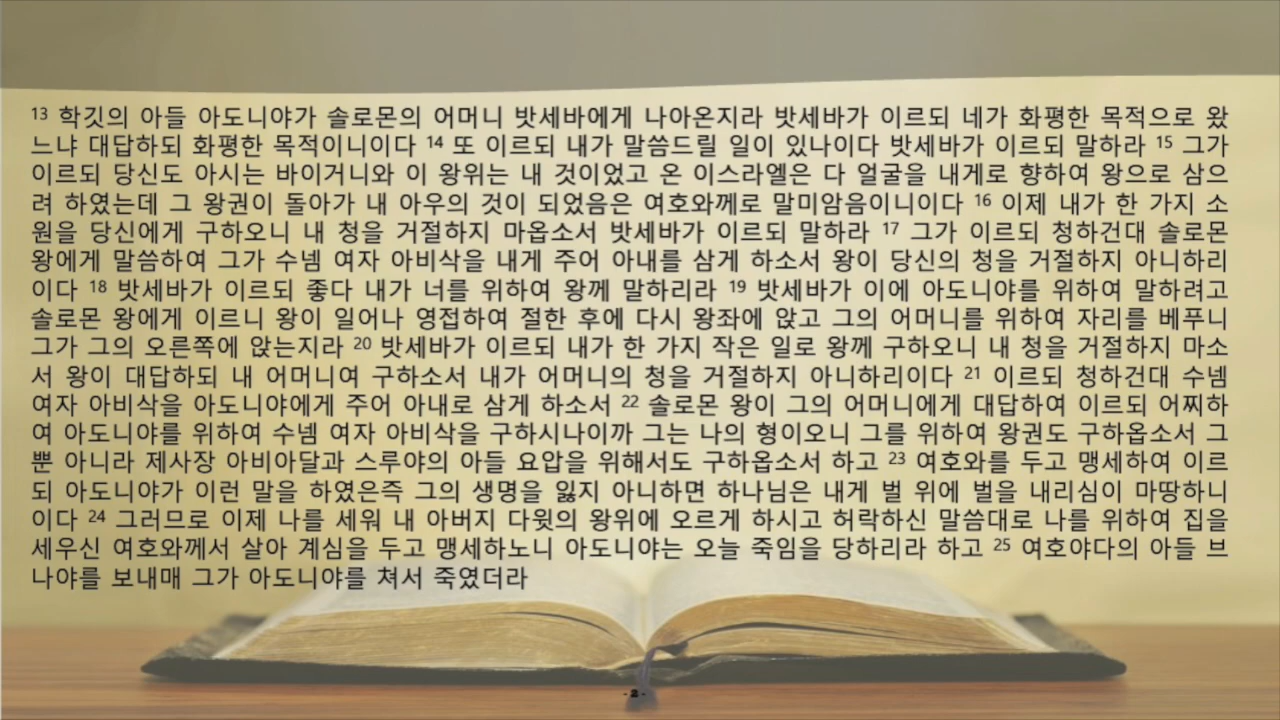 13 학깃의 아들 아도니야가 솔로몬의 어머니 밧세바에게 나아온지라 밧세바가 이르되 네가 화평한 목적으로 왔
느냐 대답하되 화평한 목적이니이다 14 또 이르되 내가 말씀드릴 일이 있나이다 밧세바가 이르되 말하라 15 그가
이르되 당신도 아시는 바이거니와 이 왕위는 내 것이었고 온 이스라엘은 다 얼굴을 내게로 향하여 왕으로 삼으
려 하였는데 그 왕권이 돌아가 내 아우의 것이 되었음은 여호와께로 말미암음이니이다 16 이제 내가 한 가지 소
원을 당신에게 구하오니 내 청을 거절하지 마옵소서 밧세바가 이르되 말하라 17 그가 이르되 청하건대 솔로몬
왕에게 말씀하여 그가 수넴 여자 아비삭을 내게 주어 아내를 삼게 하소서 왕이 당신의 청을 거절하지 아니하리
이다 18 밧세바가 이르되 좋다 내가 너를 위하여 왕께 말하리라 19 밧세바가 이에 아도니야를 위하여 말하려고
솔로몬 왕에게 이르니 왕이 일어나 영접하여 절한 후에 다시 왕좌에 앉고 그의 어머니를 위하여 자리를 베푸니
그가 그의 오른쪽에 앉는지라 20 밧세바가 이르되 내가 한 가지 작은 일로 왕께 구하오니 내 청을 거절하지 마소
서 왕이 대답하되 내 어머니여 구하소서 내가 어머니의 청을 거절하지 아니하리이다 21 이르되 청하건대 수넴
여자 아비삭을 아도니야에게 주어 아내로 삼게 하소서 22 솔로몬 왕이 그의 어머니에게 대답하여 이르되 어찌하
여 아도니야를 위하여 수넴 여자 아비삭을 구하시나이까 그는 나의 형이오니 그를 위하여 왕권도 구하옵소서 그
뿐 아니라 제사장 아비아달과 스루야의 아들 요압을 위해서도 구하옵소서 하고 23 여호와를 두고 맹세하여 이르
되 아도니야가 이런 말을 하였은즉 그의 생명을 잃지 아니하면 하나님은 내게 벌 위에 벌을 내리심이 마땅하니
이다 24 그러므로 이제 나를 세워 내 아버지 다윗의 왕위에 오르게 하시고 허락하신 말씀대로 나를 위하여 집을
세우신 여호와께서 살아 계심을 두고 맹세하노니 아도니야는 오늘 죽임을 당하리라 하고 25 여호야다의 아들 브
나야를 보내매 그가 아도니야를 쳐서 죽였더라
- 2 -